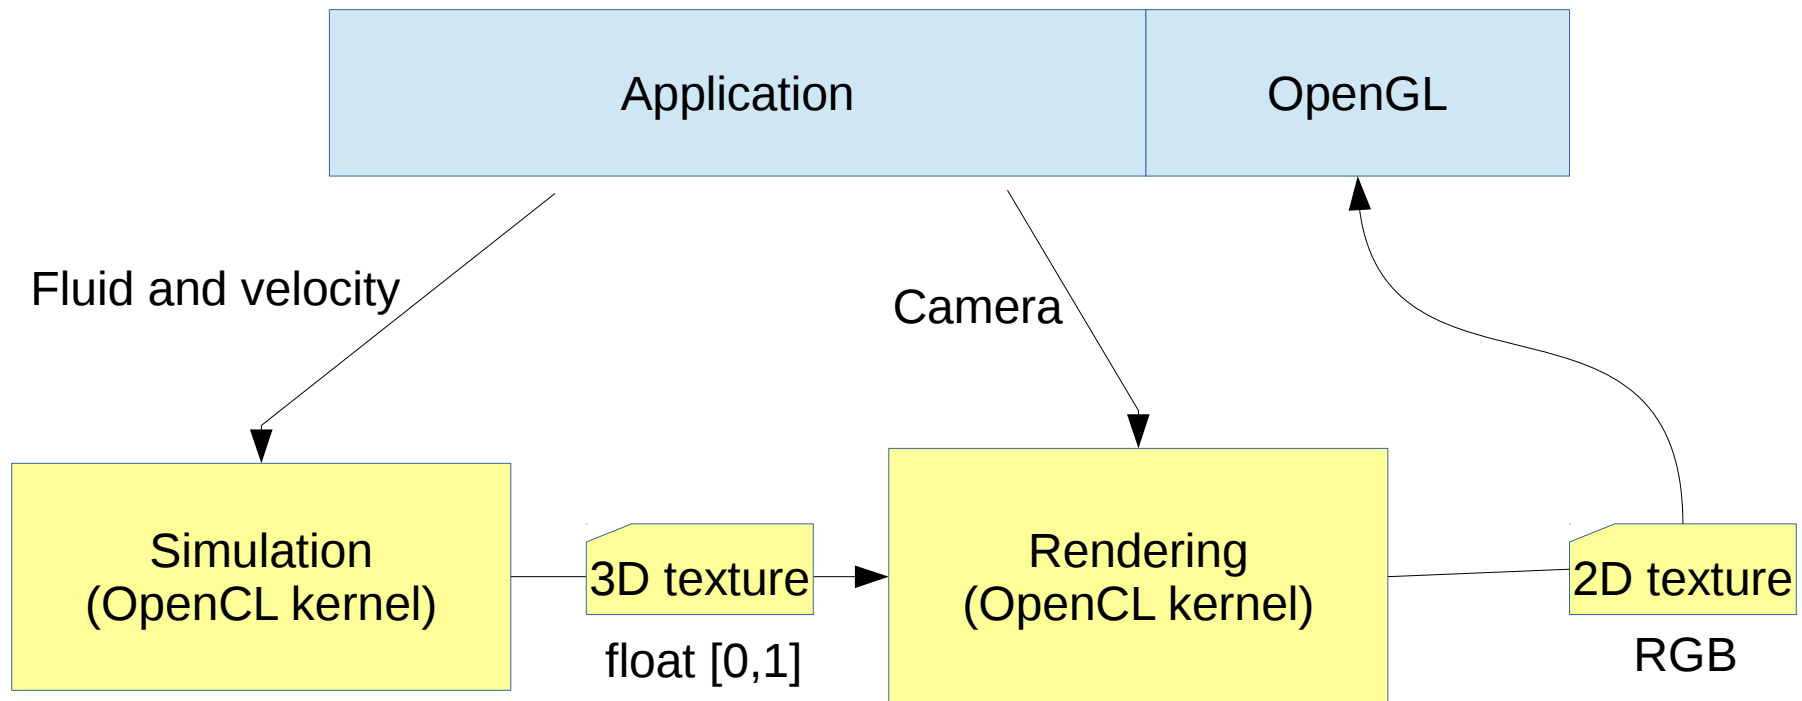 Application
OpenGL
Fluid and velocity
Camera
Simulation
(OpenCL kernel)
3D texture
float [0,1]
Rendering
(OpenCL kernel)
2D texture
RGB